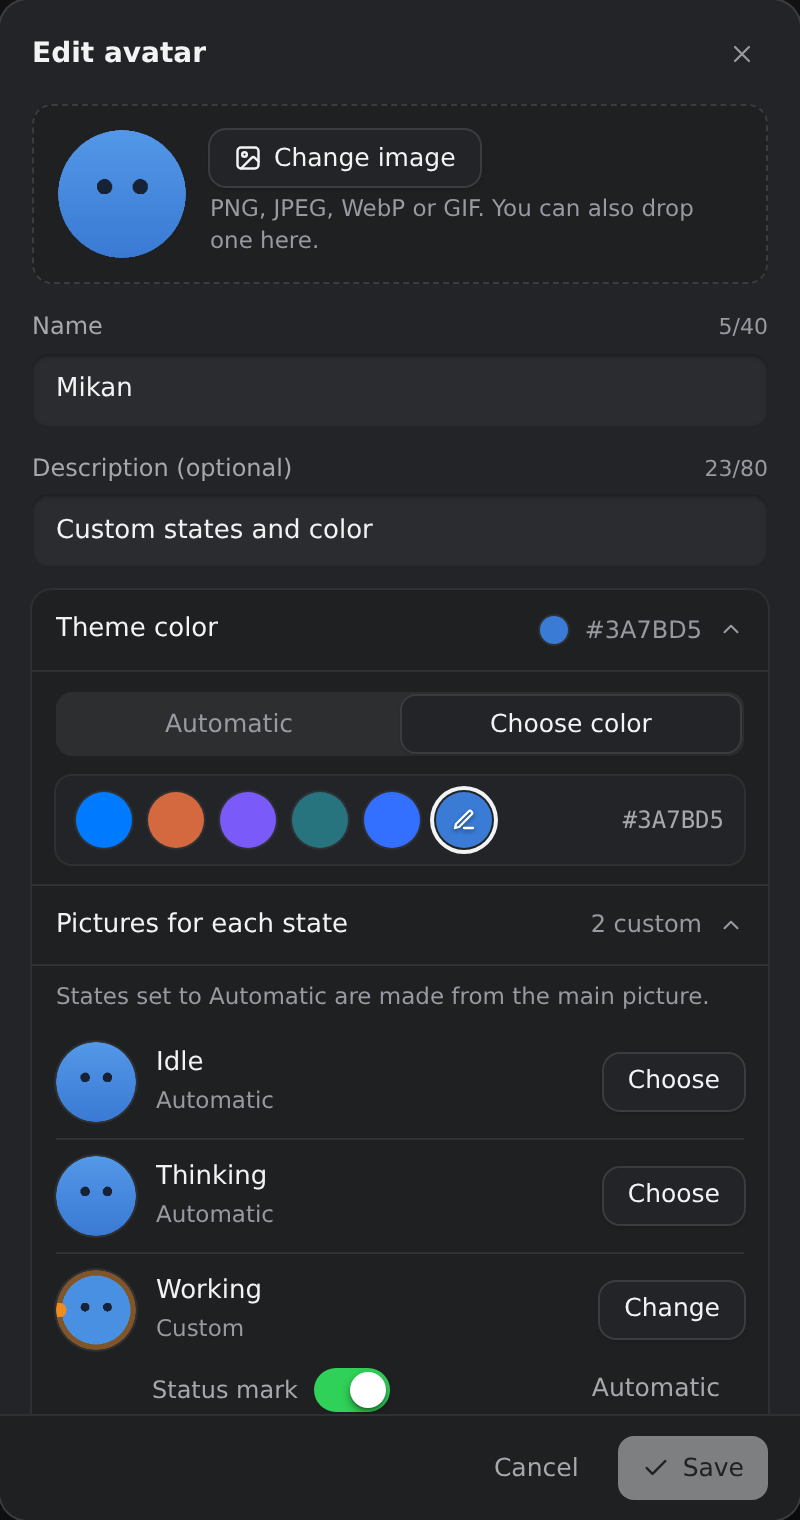 Edit avatar
Change image
PNG, JPEG, WebP or GIF. You can also drop
one here.
Name 5/40
Mikan
Description (optional) 23/80
Custom states and color
Theme color #3A7BD5
Automatic Choose color
#3A7BD5
Pictures for each state 2 custom
States set to Automatic are made from the main picture.
Idle
Automatic
Choose
Thinking
Automatic
Choose
Working
Custom
Change
Status mark Automatic
Cancel Save